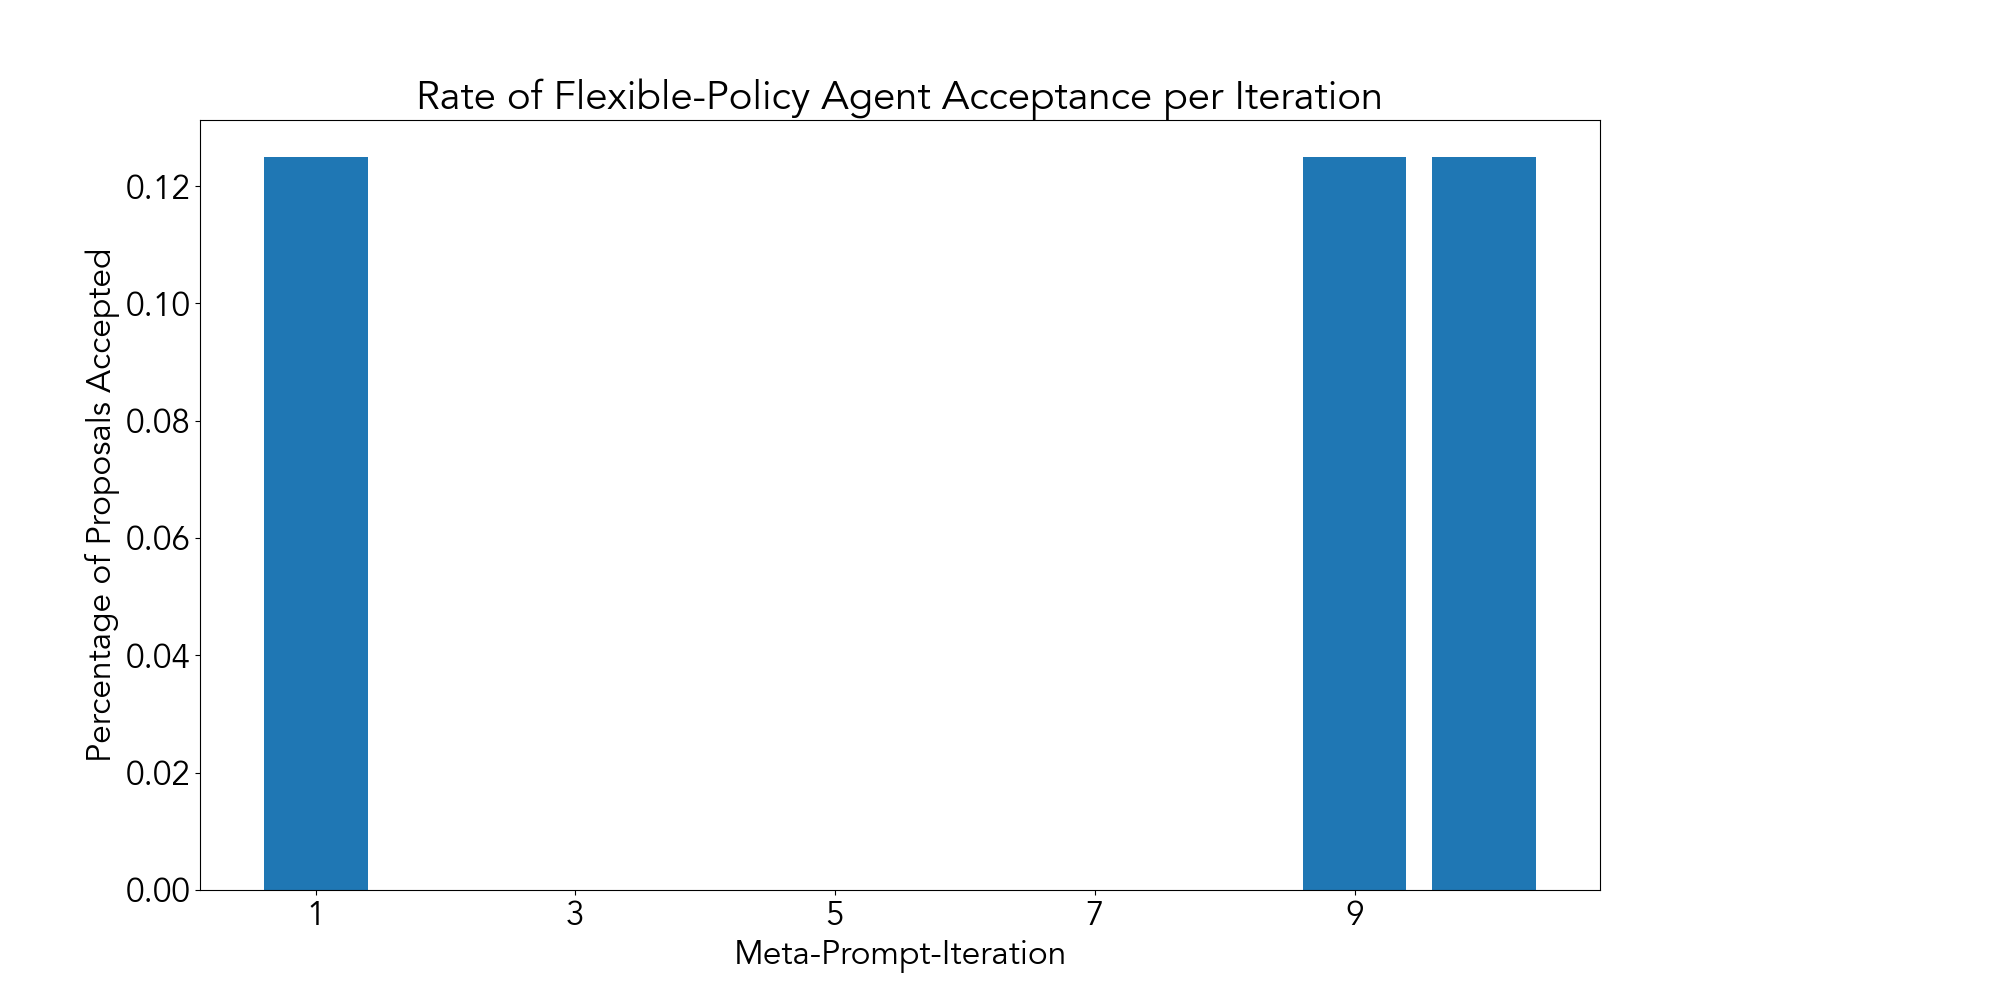 Rate of Flexible-Policy Agent Acceptance per Iteration
Percentage of Proposals Accepted
0.12
0.10
0.08
0.06
0.04
0.02
0.00
1 3 5 7 9
Meta-Prompt-Iteration